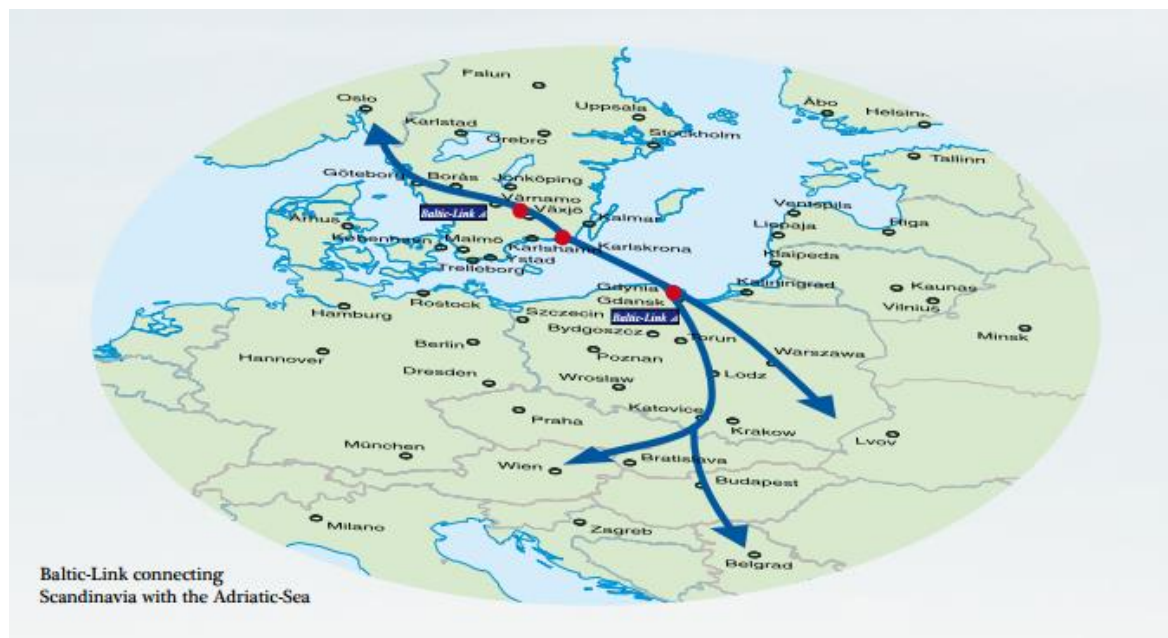 Falun
Oslo
Uppsala
Åbo
Helsin
Karlstad
Örebro
Stockholm
Tallinn
Göteborg
Borås
Jönköping
Värnamo
Växjö
Baltic-Link
Kalmar
Ventspils
Liepaja
Riga
Århus
København
Malmö
Karlshamn
Karlskrona
Ystad
Trelleborg
Klaipeda
Gdynia
Kaliningrad
Kaunas
Gdansk
Vilnius
Rostock
Hamburg
Szczecin
Baltic-Link
Bydgoszcz
Torun
Minsk
Berlin
Hannover
Poznan
Warszawa
Dresden
Wroslaw
Lodz
Katovice
Praha
Krakow
Lvov
München
Wien
Bratislava
Budapest
Milano
Zagreb
Belgrad
Baltic-Link connecting
Scandinavia with the Adriatic-Sea